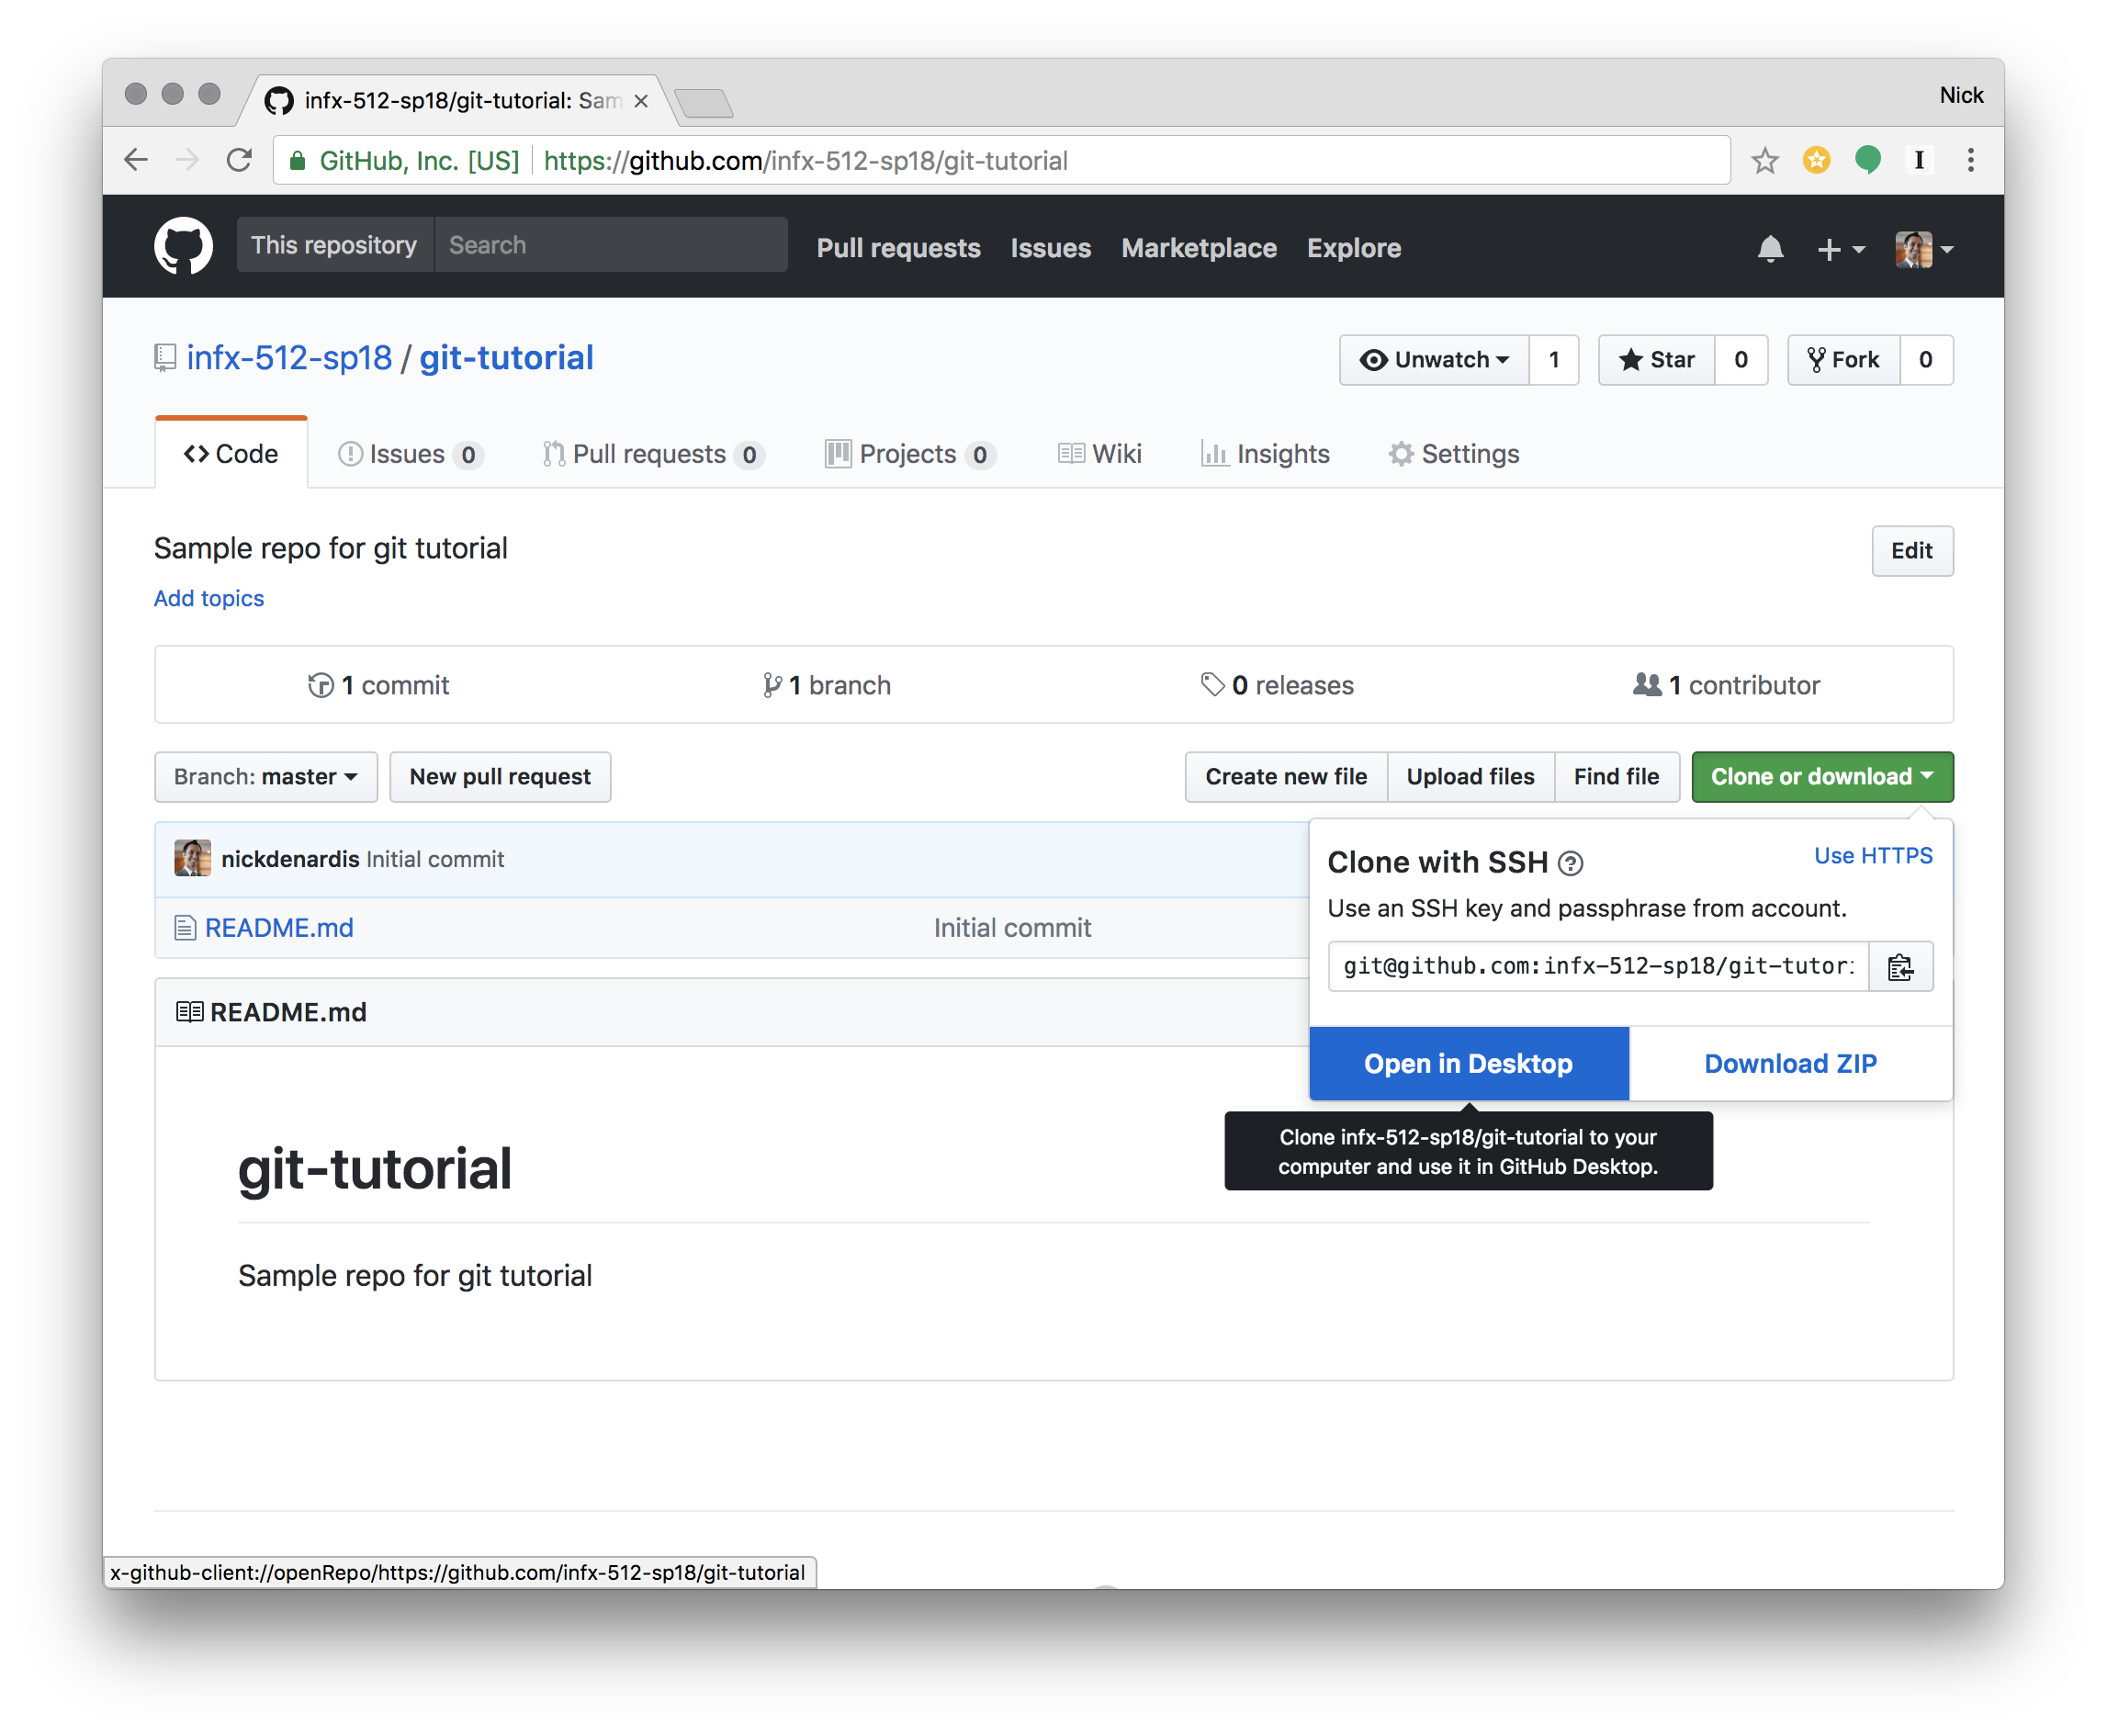 infx-512-sp18/git-tutorial: Sam
Nick
GitHub, Inc. [US] https://github.com/infx-512-sp18/git-tutorial
This repository Search Pull requests Issues Marketplace Explore
infx-512-sp18 / git-tutorial
Unwatch 1 Star 0 Fork 0
Code Issues 0 Pull requests 0 Projects 0 Wiki Insights Settings
Sample repo for git tutorial
Edit
Add topics
1 commit 1 branch 0 releases 1 contributor
Branch: master New pull request Create new file Upload files Find file Clone or download
nickdenardis Initial commit
README.md Initial commit
Clone with SSH Use HTTPS
Use an SSH key and passphrase from account.
git@github.com:infx-512-sp18/git-tutor
Open in Desktop Download ZIP
Clone infx-512-sp18/git-tutorial to your
computer and use it in GitHub Desktop.
README.md
git-tutorial
Sample repo for git tutorial
x-github-client://openRepo/https://github.com/infx-512-sp18/git-tutorial